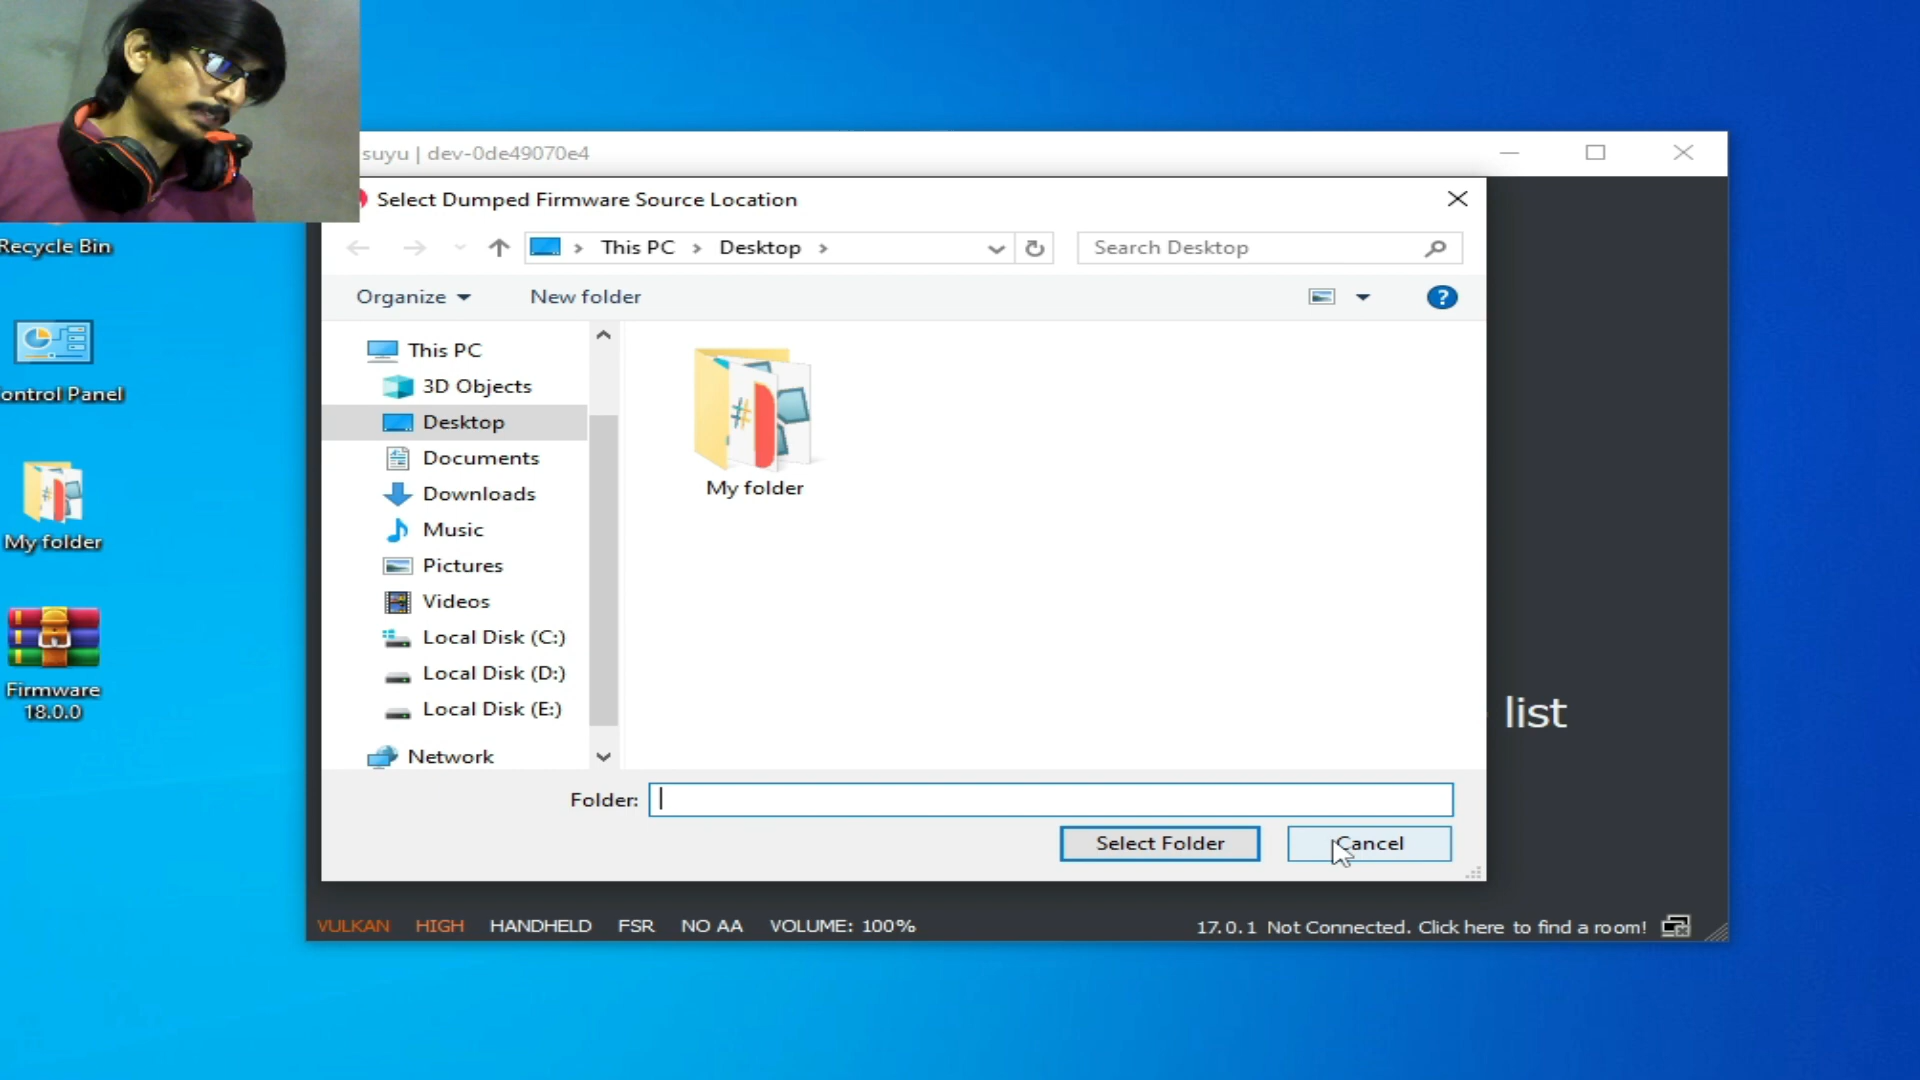 suyu | dev-0de49070e4
Select Dumped Firmware Source Location
This PC
Desktop
Search Desktop
Organize
New folder
Recycle Bin
ontrol Panel
My folder
Firmware
18.0.0
This PC
3D Objects
Desktop
Documents
Downloads
Music
Pictures
Videos
Local Disk (C:)
Local Disk (D:)
Local Disk (E:)
Network
My folder
list
Folder:
Select Folder
Cancel
VULKAN HIGH HANDHELD FSR NO AA VOLUME: 100%
17.0.1 Not Connected. Click here to find a room!